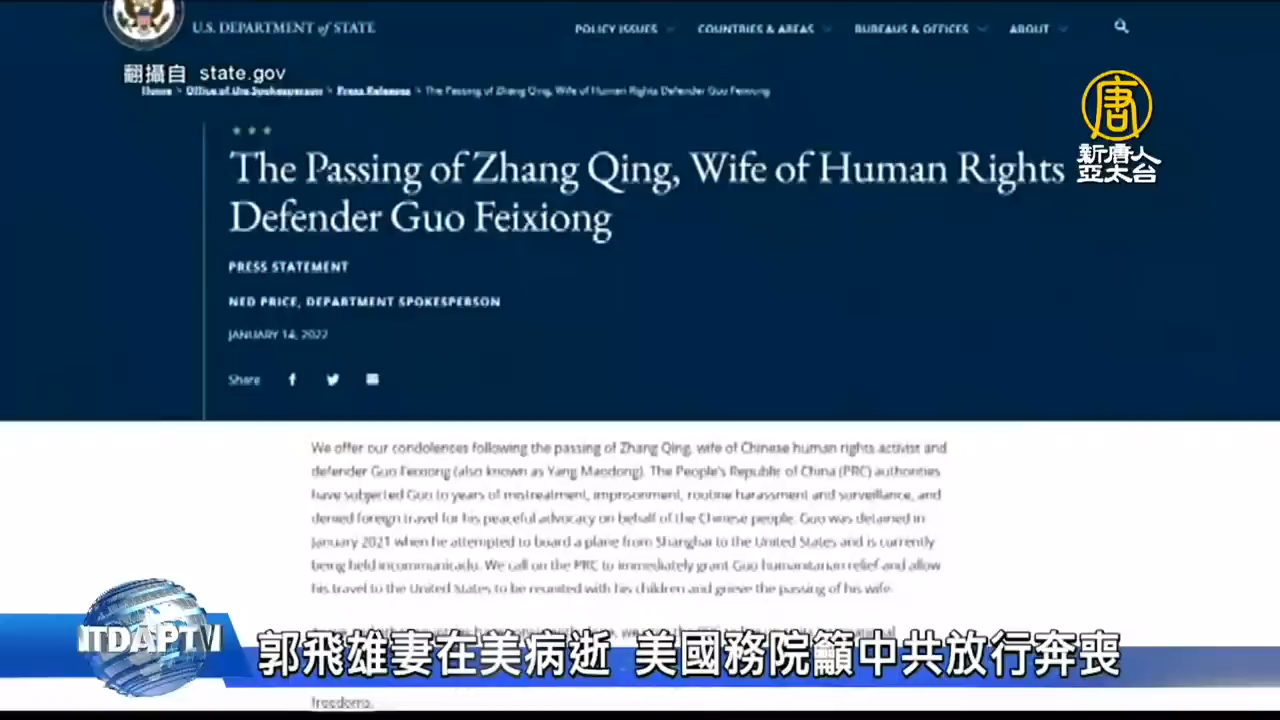 U.S. DEPARTMENT of STATE
POLICY ISSUES
COUNTRIES & AREAS
BUREAUS & OFFICES
ABOUT
翻攝自 state.gov
Home > Office of the Spokesperson > Press Releases > The Passing of Zhang Qing, Wife of Human Rights Defender Guo Feixiong
唐
新唐人
亞太台
The Passing of Zhang Qing, Wife of Human Rights
Defender Guo Feixiong
PRESS STATEMENT
NED PRICE, DEPARTMENT SPOKESPERSON
JANUARY 14, 2022
Share
We offer our condolences following the passing of Zhang Qing, wife of Chinese human rights activist and
defender Guo Feixiong (also known as Yang Maodong). The People's Republic of China (PRC) authorities
have subjected Guo to years of mistreatment, imprisonment, routine harassment and surveillance, and
denied foreign travel for his peaceful advocacy on behalf of the Chinese people. Guo was detained in
January 2021 when he attempted to board a plane from Shanghai to the United States and is currently
being held incommunicado. We call on the PRC to immediately grant Guo humanitarian relief and allow
his travel to the United States to be reunited with his children and grieve the passing of his wife.
NTDAPTV
郭飛雄妻在美病逝 美國務院籲中共放行奔喪
freedoms.